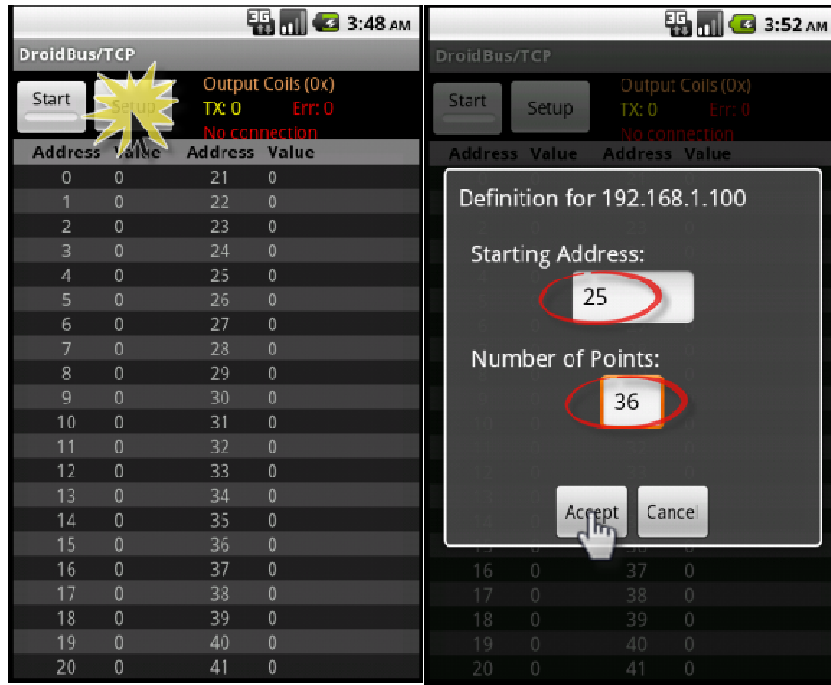 3G 3:48 AM
DroidBus/TCP
Start Setup
Output Coils (0x)
TX: 0 Err: 0
No connection
Address Value Address Value
0 0 21 0
1 0 22 0
2 0 23 0
3 0 24 0
4 0 25 0
5 0 26 0
6 0 27 0
7 0 28 0
8 0 29 0
9 0 30 0
10 0 31 0
11 0 32 0
12 0 33 0
13 0 34 0
14 0 35 0
15 0 36 0
16 0 37 0
17 0 38 0
18 0 39 0
19 0 40 0
20 0 41 0
3G 3:52 AM
DroidBus/TCP
Start Setup
Output Coils (0x)
TX: 0 Err: 0
No connection
Address Value Address Value
Definition for 192.168.1.100
Starting Address:
25
Number of Points:
36
Accept Cancel
16 0 37 0
17 0 38 0
18 0 39 0
19 0 40 0
20 0 41 0